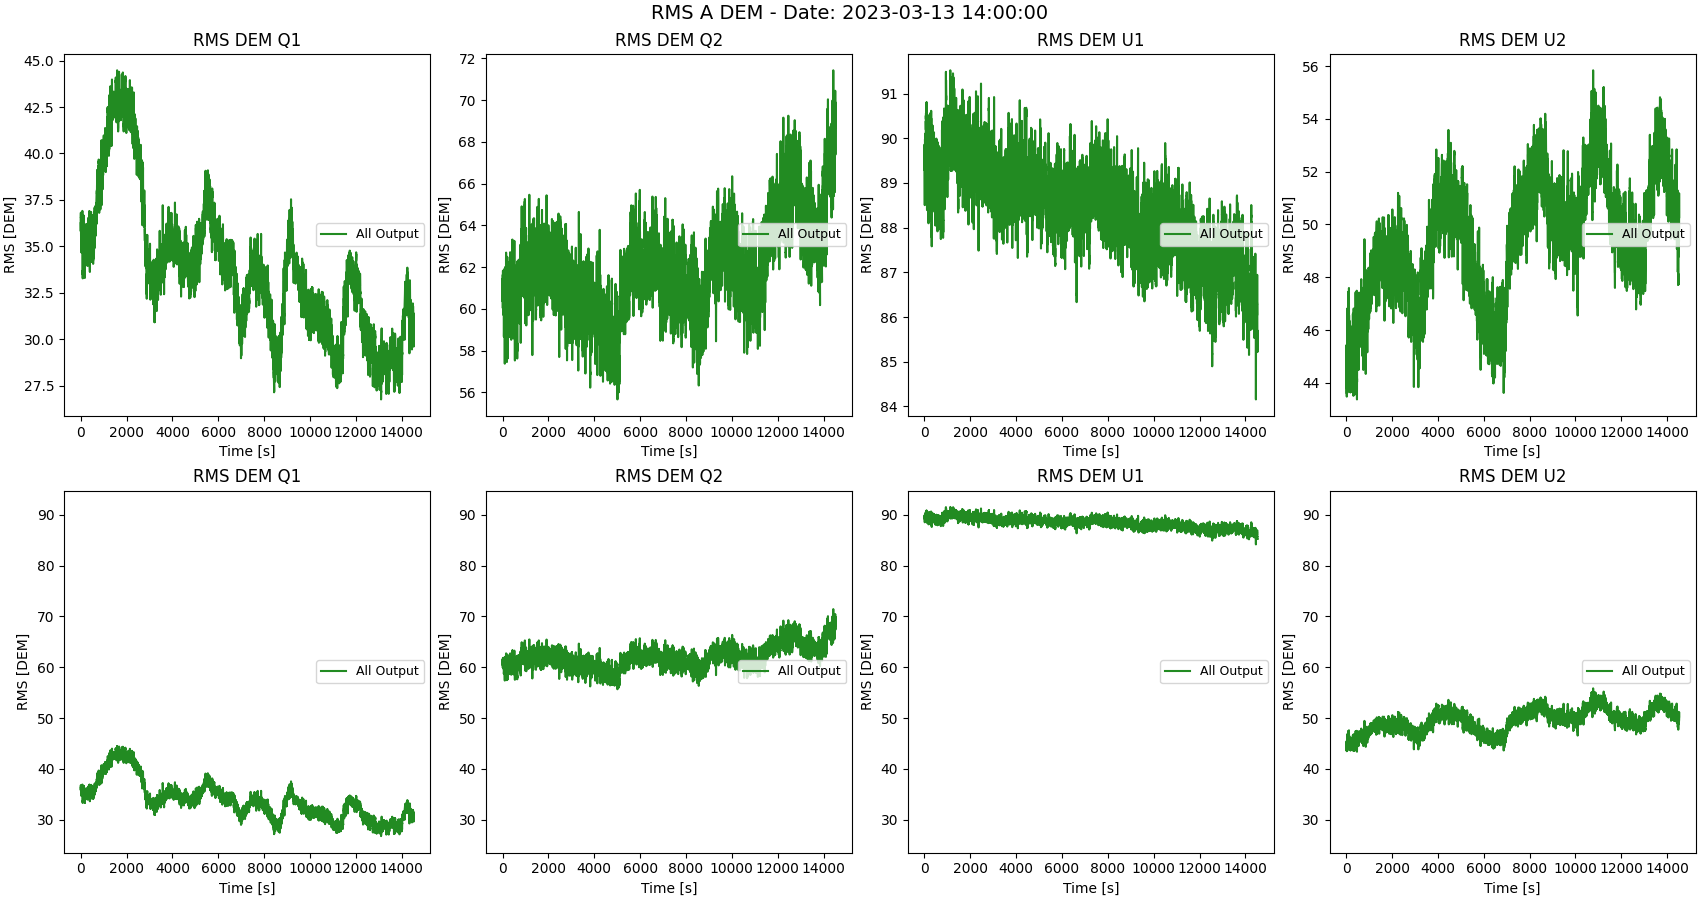 RMS A DEM - Date: 2023-03-13 14:00:00
RMS DEM Q1
RMS [DEM]
45.0
42.5
40.0
37.5
35.0
32.5
30.0
27.5
All Output
0 2000 4000 6000 8000 10000 12000 14000
Time [s]
RMS DEM Q2
RMS [DEM]
72
70
68
66
64
62
60
58
56
All Output
0 2000 4000 6000 8000 10000 12000 14000
Time [s]
RMS DEM U1
RMS [DEM]
91
90
89
88
87
86
85
84
All Output
0 2000 4000 6000 8000 10000 12000 14000
Time [s]
RMS DEM U2
RMS [DEM]
56
54
52
50
48
46
44
All Output
0 2000 4000 6000 8000 10000 12000 14000
Time [s]
RMS DEM Q1
RMS [DEM]
90
80
70
60
50
40
30
All Output
0 2000 4000 6000 8000 10000 12000 14000
Time [s]
RMS DEM Q2
RMS [DEM]
90
80
70
60
50
40
30
All Output
0 2000 4000 6000 8000 10000 12000 14000
Time [s]
RMS DEM U1
RMS [DEM]
90
80
70
60
50
40
30
All Output
0 2000 4000 6000 8000 10000 12000 14000
Time [s]
RMS DEM U2
RMS [DEM]
90
80
70
60
50
40
30
All Output
0 2000 4000 6000 8000 10000 12000 14000
Time [s]